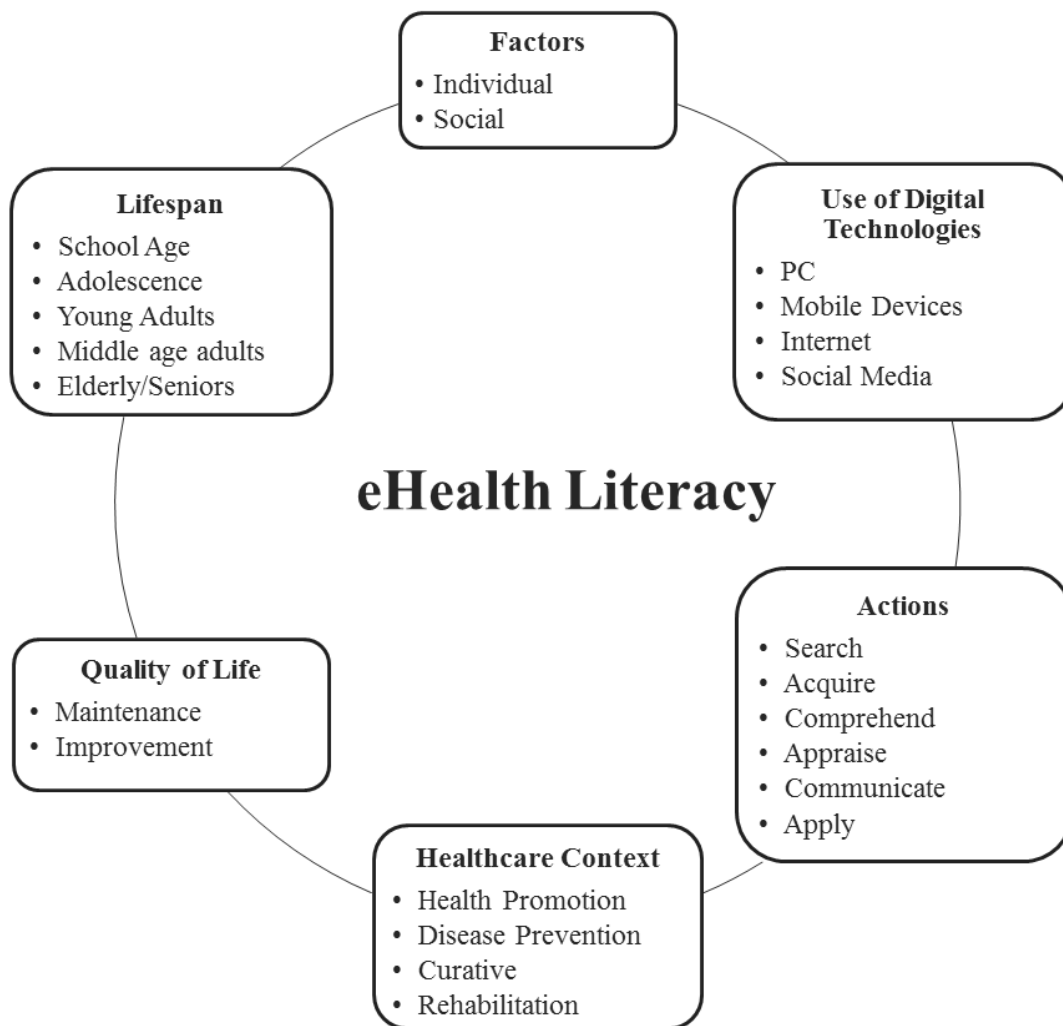 Factors
• Individual
• Social
Use of Digital
Technologies
• PC
• Mobile Devices
• Internet
• Social Media
Actions
• Search
• Acquire
• Comprehend
• Appraise
• Communicate
• Apply
Healthcare Context
• Health Promotion
• Disease Prevention
• Curative
• Rehabilitation
Quality of Life
• Maintenance
• Improvement
Lifespan
• School Age
• Adolescence
• Young Adults
• Middle age adults
• Elderly/Seniors
eHealth Literacy